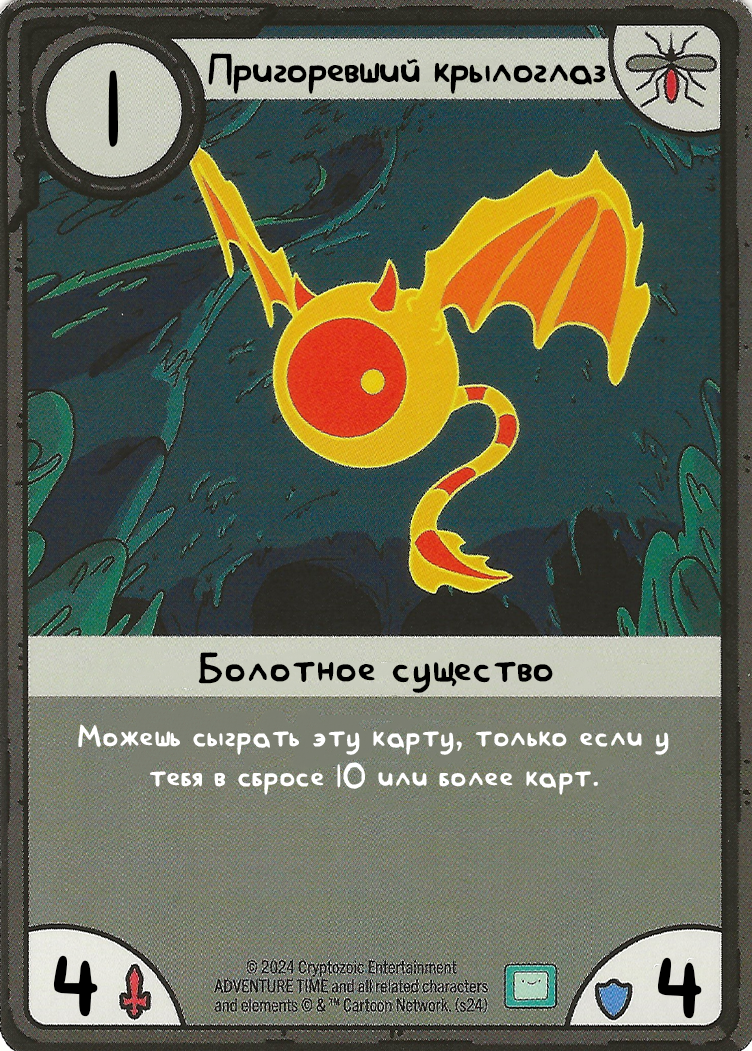 1
Пригоревший крылоглаз
Болотное существо
Можешь сыграть эту карту, только если у
тебя в сбросе 10 или более карт.
4
© 2024 Cryptozoic Entertainment
ADVENTURE TIME and all related characters
and elements © & ™ Cartoon Network. (s24)
4